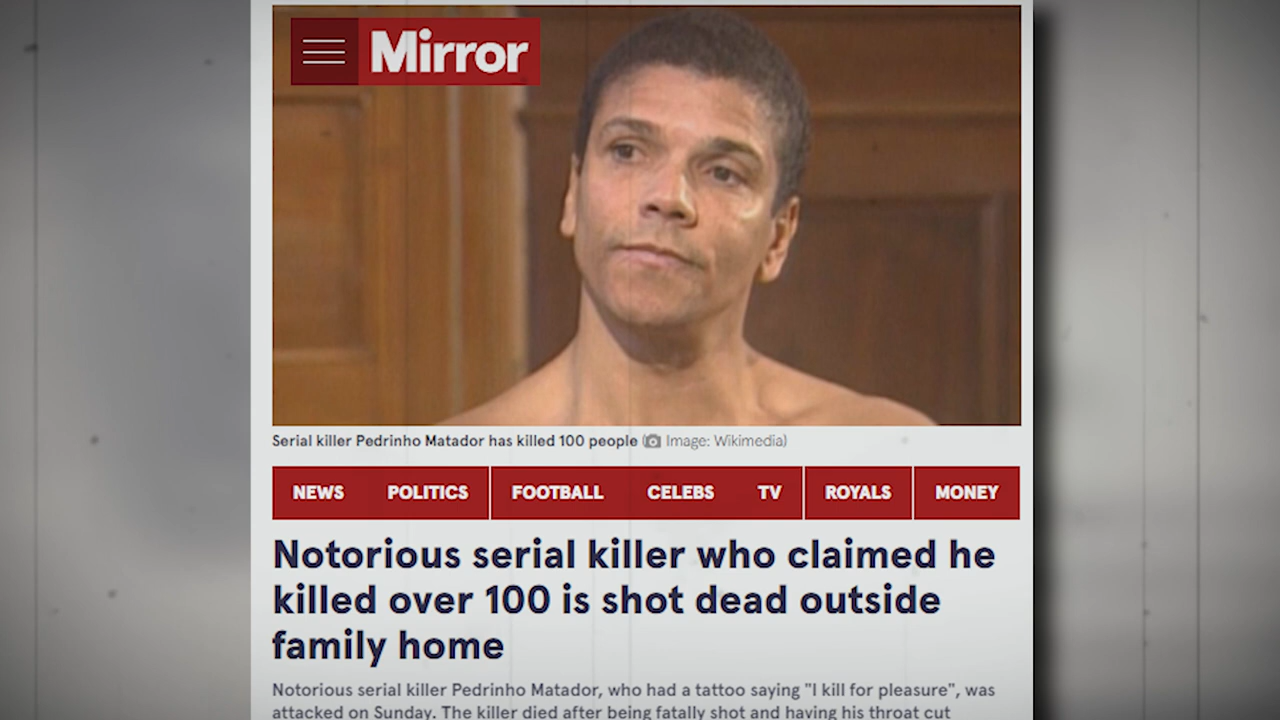 Mirror
Serial killer Pedrinho Matador has killed 100 people (Image: Wikimedia)
NEWS POLITICS FOOTBALL CELEBS TV ROYALS MONEY
Notorious serial killer who claimed he
killed over 100 is shot dead outside
family home
Notorious serial killer Pedrinho Matador, who had a tattoo saying "I kill for pleasure", was
attacked on Sunday. The killer died after being fatally shot and having his throat cut